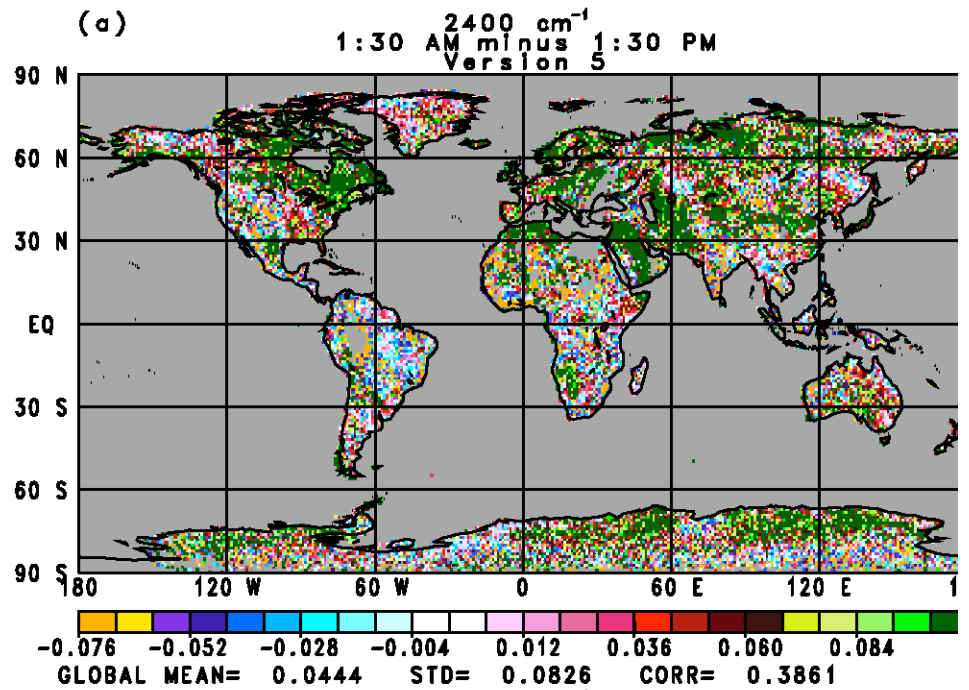 (a)
2400 cm⁻¹
1:30 AM minus 1:30 PM
Version 5
90 N
60 N
30 N
EQ
30 S
60 S
90 S
180 120 W 60 W 0 60 E 120 E 1
-0.076 -0.052 -0.028 -0.004 0.012 0.036 0.060 0.084
GLOBAL MEAN= 0.0444 STD= 0.0826 CORR= 0.3861